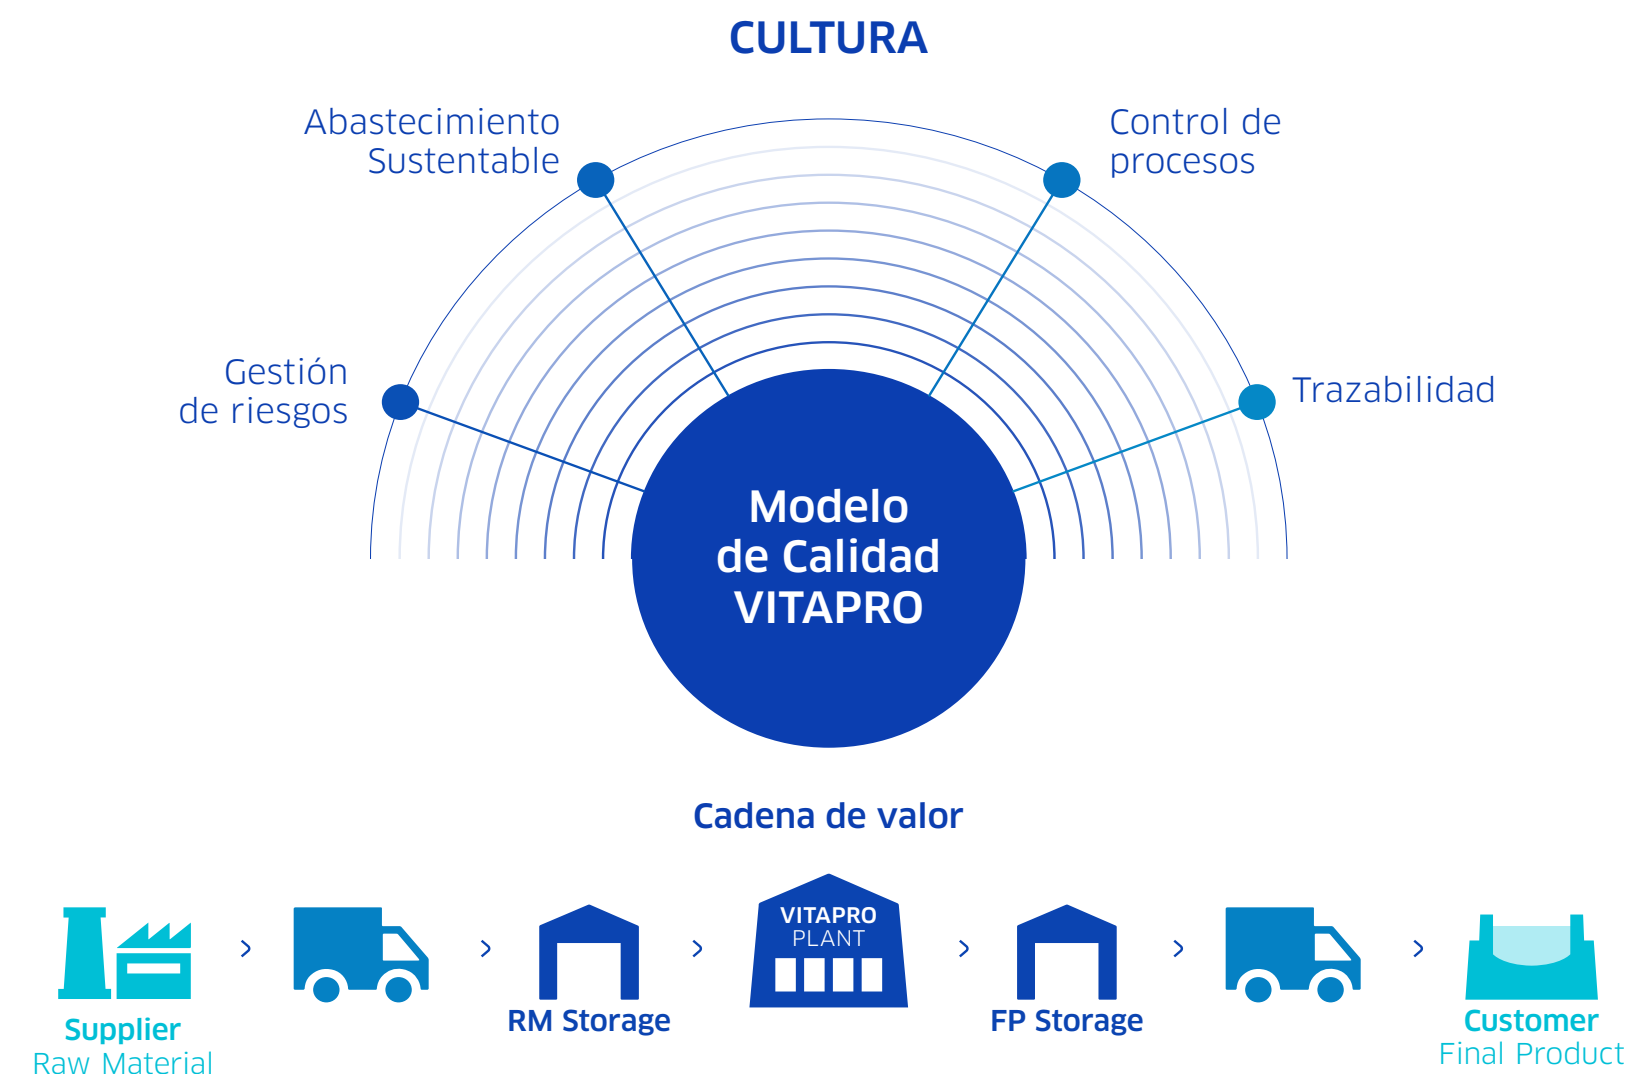 CULTURA
Abastecimiento
Sustentable
Control de
procesos
Gestión
de riesgos
Trazabilidad
Modelo
de Calidad
VITAPRO
Cadena de valor
VITAPRO
PLANT
Supplier
Raw Material
RM Storage
FP Storage
Customer
Final Product